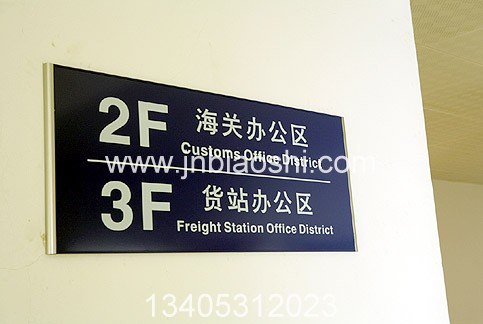 2F 海关办公区
Customs Office District
www.jnbiaoshi.com
3F 货站办公区
Freight Station Office District
13405312023